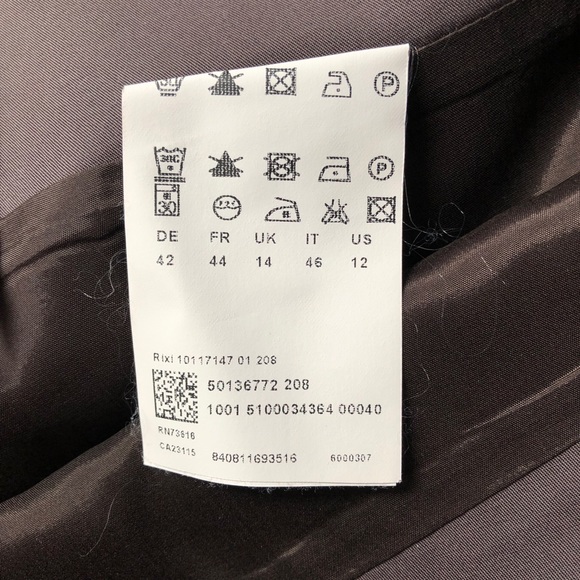 P
30C P
30
DE FR UK IT US
42 44 14 46 12
Rixi 10117147 01 208
50136772 208
1001 5100034364 00040
RN73816
CA23115
840811693516 6000307